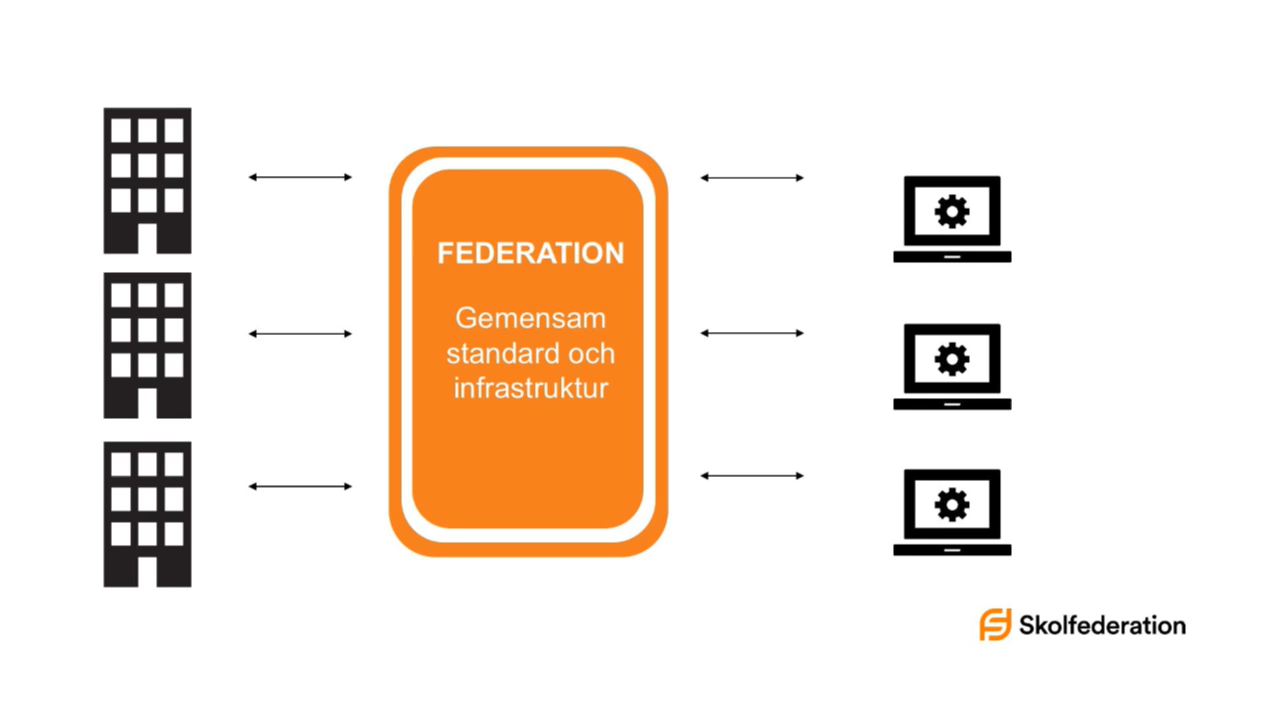 FEDERATION
Gemensam
standard och
infrastruktur
Skolfederation